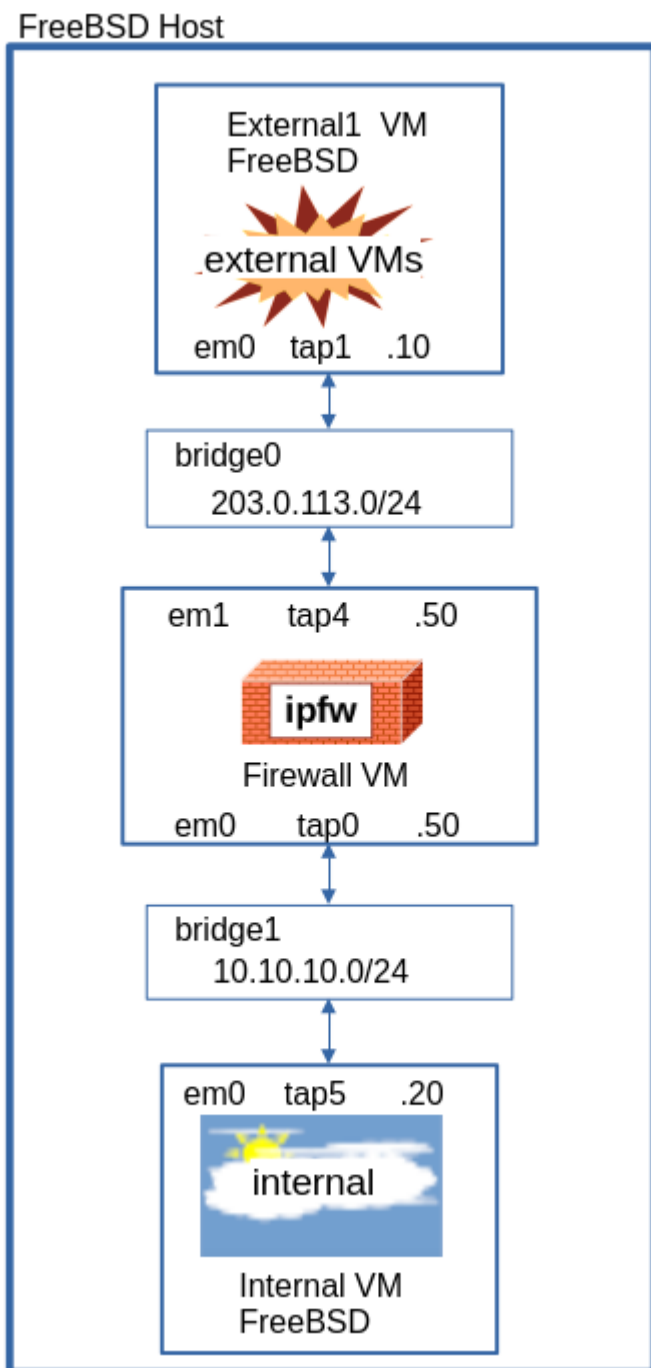 FreeBSD Host
External1 VM
FreeBSD
external VMs
em0 tap1 .10
bridge0
203.0.113.0/24
em1 tap4 .50
ipfw
Firewall VM
em0 tap0 .50
bridge1
10.10.10.0/24
em0 tap5 .20
internal
Internal VM
FreeBSD